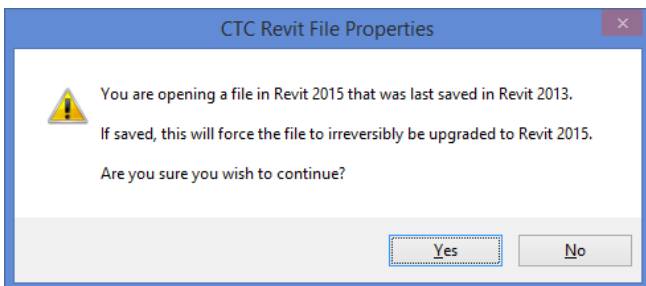 CTC Revit File Properties
You are opening a file in Revit 2015 that was last saved in Revit 2013.
If saved, this will force the file to irreversibly be upgraded to Revit 2015.
Are you sure you wish to continue?
Yes No